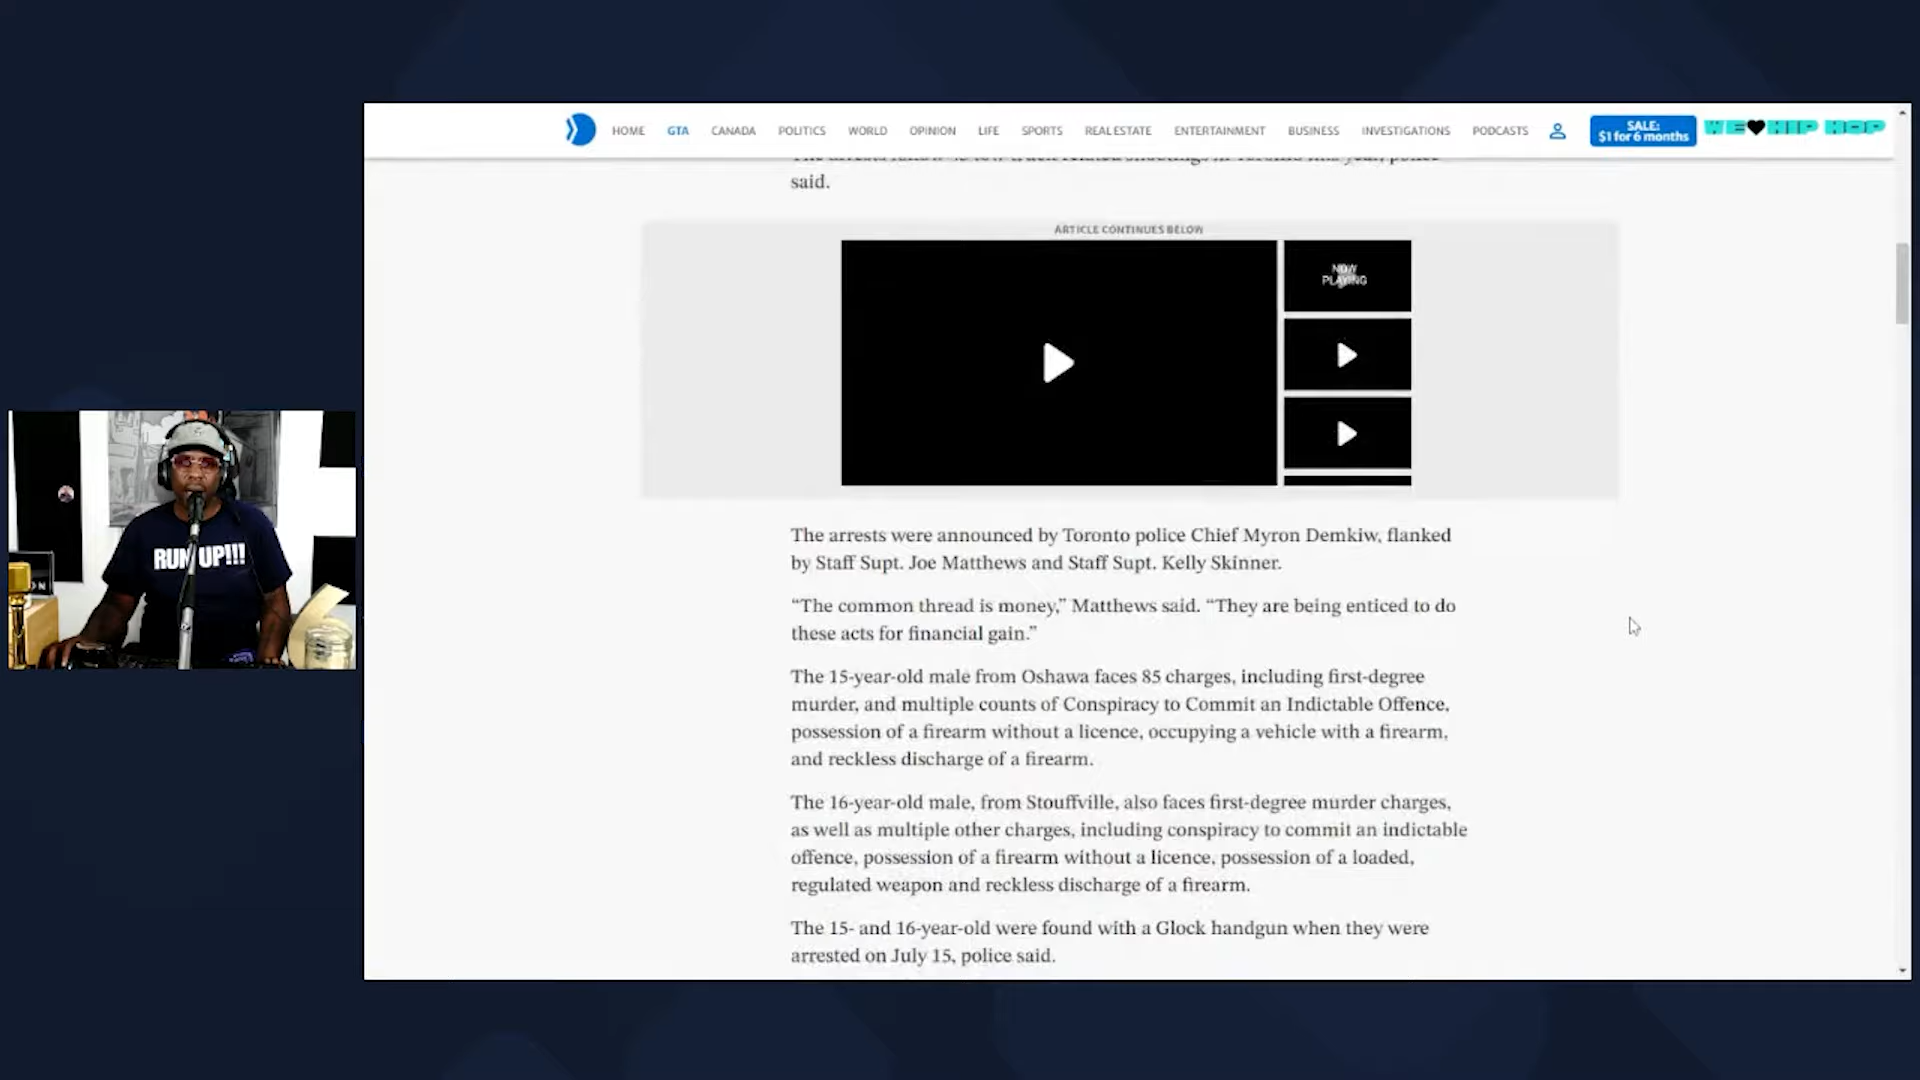 HOME GTA CANADA POLITICS WORLD OPINION LIFE SPORTS REAL ESTATE ENTERTAINMENT BUSINESS INVESTIGATIONS PODCASTS
SALE:
$1 for 6 months
WE HIP HOP
said.
ARTICLE CONTINUES BELOW
NOW
PLAYING
RUN UP!!!
The arrests were announced by Toronto police Chief Myron Demkiw, flanked
by Staff Supt. Joe Matthews and Staff Supt. Kelly Skinner.
“The common thread is money,” Matthews said. “They are being enticed to do
these acts for financial gain.”
The 15-year-old male from Oshawa faces 85 charges, including first-degree
murder, and multiple counts of Conspiracy to Commit an Indictable Offence,
possession of a firearm without a licence, occupying a vehicle with a firearm,
and reckless discharge of a firearm.
The 16-year-old male, from Stouffville, also faces first-degree murder charges,
as well as multiple other charges, including conspiracy to commit an indictable
offence, possession of a firearm without a licence, possession of a loaded,
regulated weapon and reckless discharge of a firearm.
The 15- and 16-year-old were found with a Glock handgun when they were
arrested on July 15, police said.